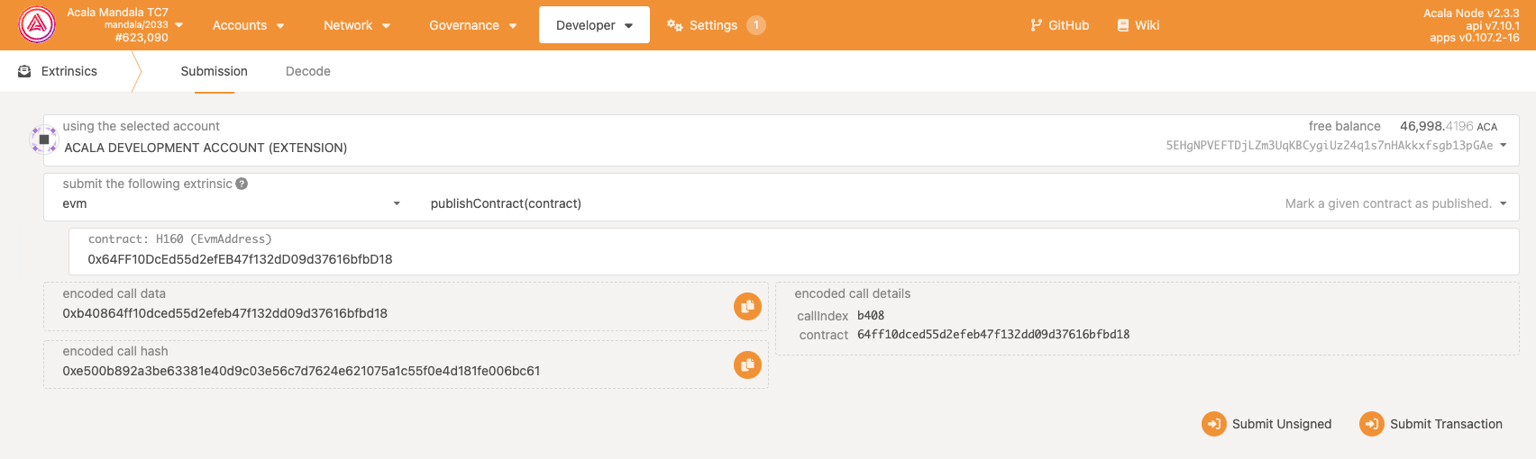 Acala Mandala TC7
mandala/2033
#623,090
Accounts
Network
Governance
Developer
Settings
1
GitHub
Wiki
Acala Node v2.3.3
api v7.10.1
apps v0.107.2-16
Extrinsics
Submission
Decode
using the selected account
ACALA DEVELOPMENT ACCOUNT (EXTENSION)
free balance 46,998.4196 ACA
5EHgNPVEFTDjLZm3UqKBCygiUz24q1s7nHAkkxfsgb13pGAe
submit the following extrinsic ?
evm
publishContract(contract)
Mark a given contract as published.
contract: H160 (EvmAddress)
0x64FF10DcEd55d2efEB47f132dD09d37616bfbD18
encoded call data
0xb40864ff10dced55d2efeb47f132dd09d37616bfbd18
encoded call details
callIndex b408
contract 64ff10dced55d2efeb47f132dd09d37616bfbd18
encoded call hash
0xe500b892a3be63381e40d9c03e56c7d7624e621075a1c55f0e4d181fe006bc61
Submit Unsigned
Submit Transaction